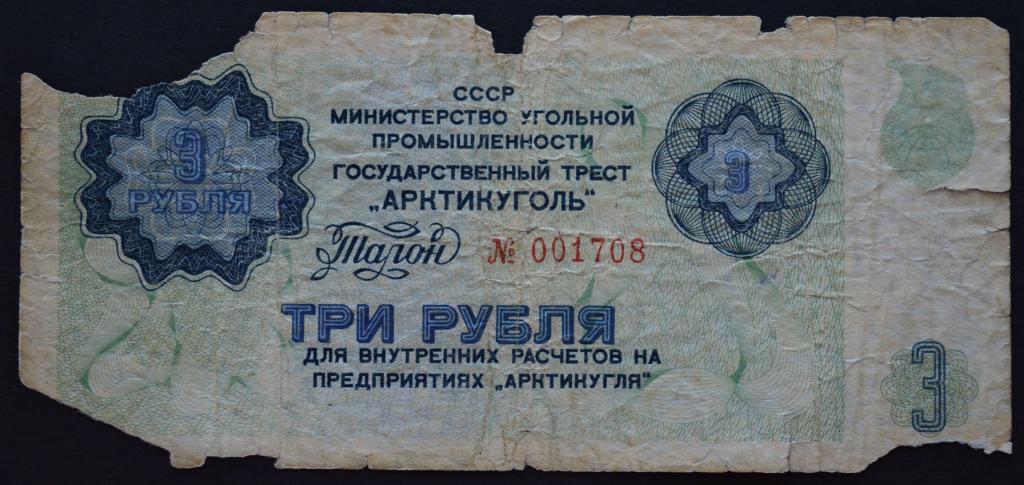 3
РУБЛЯ
СССР
МИНИСТЕРСТВО УГОЛЬНОЙ
ПРОМЫШЛЕННОСТИ
ГОСУДАРСТВЕННЫЙ ТРЕСТ
„АРКТИКУГОЛЬ"
Талон № 001708
ТРИ РУБЛЯ
ДЛЯ ВНУТРЕННИХ РАСЧЕТОВ НА
ПРЕДПРИЯТИЯХ „АРКТИКУГЛЯ"
3
3